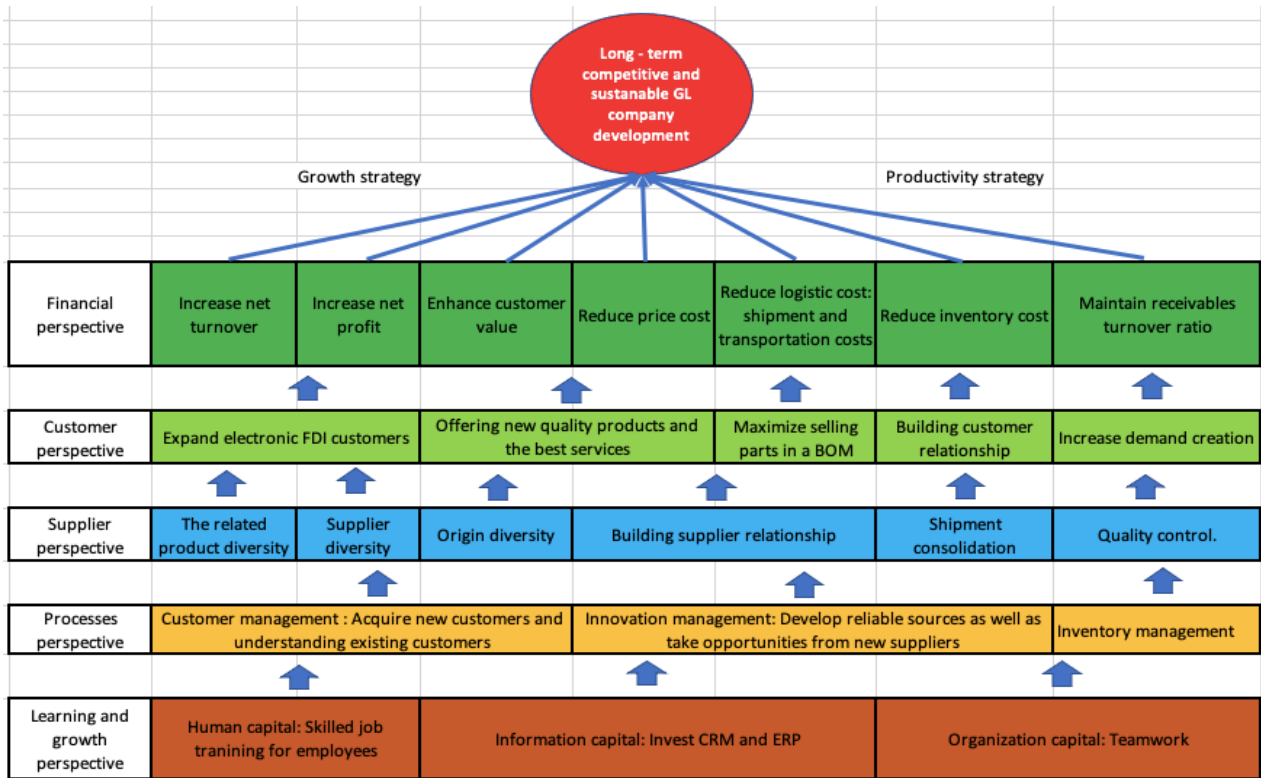 Long - term
competitive and
sustanable GL
company
development
Growth strategy
Productivity strategy
Financial
perspective
Increase net
turnover
Increase net
profit
Enhance customer
value
Reduce price cost
Reduce logistic cost:
shipment and
transportation costs
Reduce inventory cost
Maintain receivables
turnover ratio
Customer
perspective
Expand electronic FDI customers
Offering new quality products and
the best services
Maximize selling
parts in a BOM
Building customer
relationship
Increase demand creation
Supplier
perspective
The related
product diversity
Supplier
diversity
Origin diversity
Building supplier relationship
Shipment
consolidation
Quality control.
Processes
perspective
Customer management : Acquire new customers and
understanding existing customers
Innovation management: Develop reliable sources as well as
take opportunities from new suppliers
Inventory management
Learning and
growth
perspective
Human capital: Skilled job
tranining for employees
Information capital: Invest CRM and ERP
Organization capital: Teamwork